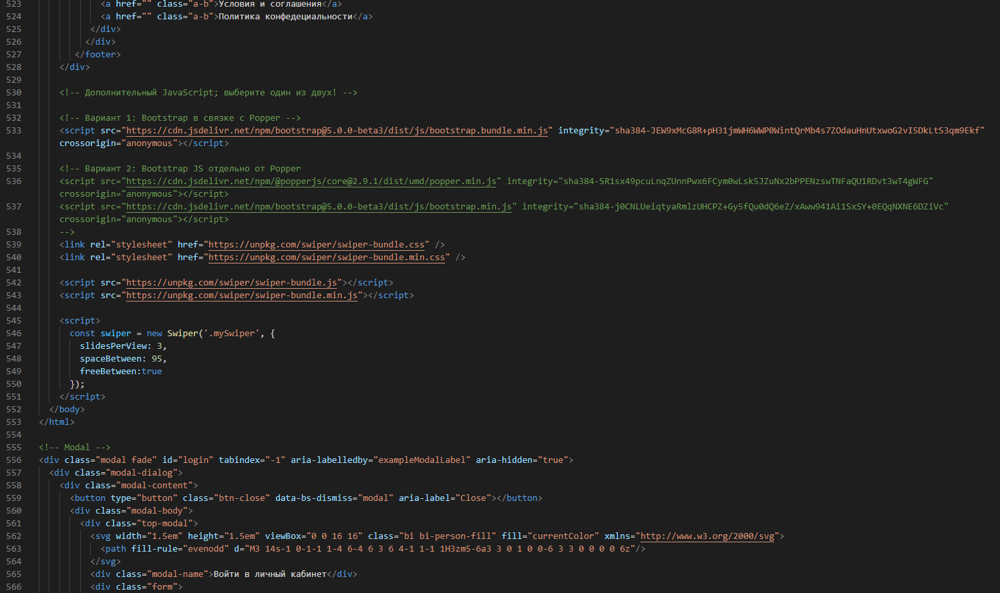 523 <a href="" class="a-b">Условия и соглашения</a>
524 <a href="" class="a-b">Политика конфедециальности</a>
525 </div>
526 </div>
527 </footer>
528 </div>
529
530 <!-- Дополнительный JavaScript; выберите один из двух! -->
531
532 <!-- Вариант 1: Bootstrap в связке с Popper -->
533 <script src="https://cdn.jsdelivr.net/npm/bootstrap@5.0.0-beta3/dist/js/bootstrap.bundle.min.js" integrity="sha384-JEW9xMcG8R+pH31jmWH6WWP0WintQrMb4s7ZOdauHnUtxwoG2vI5DkLtS3qm9Ekf"
crossorigin="anonymous"></script>
534
535 <!-- Вариант 2: Bootstrap JS отдельно от Popper
536 <script src="https://cdn.jsdelivr.net/npm/@popperjs/core@2.9.1/dist/umd/popper.min.js" integrity="sha384-SR1sx49pcuLnqZUnnPwx6FCym0wLsk5JZuNx2bPPENzswTNFaQU1RDvt3wT4gWFG"
crossorigin="anonymous"></script>
537 <script src="https://cdn.jsdelivr.net/npm/bootstrap@5.0.0-beta3/dist/js/bootstrap.min.js" integrity="sha384-j0CNLUeiqtyaRmlzUHCPZ+Gy5fQu0dQ6eZ/xAww941Ai1SxSY+0EQqNXNE6DZiVc"
crossorigin="anonymous"></script>
538 -->
539 <link rel="stylesheet" href="https://unpkg.com/swiper/swiper-bundle.css" />
540 <link rel="stylesheet" href="https://unpkg.com/swiper/swiper-bundle.min.css" />
541
542 <script src="https://unpkg.com/swiper/swiper-bundle.js"></script>
543 <script src="https://unpkg.com/swiper/swiper-bundle.min.js"></script>
544
545 <script>
546 const swiper = new Swiper('.mySwiper', {
547 slidesPerView: 3,
548 spaceBetween: 95,
549 freeBetween:true
550 });
551 </script>
552 </body>
553 </html>
554
555 <!-- Modal -->
556 <div class="modal fade" id="login" tabindex="-1" aria-labelledby="exampleModalLabel" aria-hidden="true">
557 <div class="modal-dialog">
558 <div class="modal-content">
559 <button type="button" class="btn-close" data-bs-dismiss="modal" aria-label="Close"></button>
560 <div class="modal-body">
561 <div class="top-modal">
562 <svg width="1.5em" height="1.5em" viewBox="0 0 16 16" class="bi bi-person-fill" fill="currentColor" xmlns="http://www.w3.org/2000/svg">
563 <path fill-rule="evenodd" d="M3 14s-1 0-1-1 1-4 6-4 6 3 6 4-1 1-1 1H3zm5-6a3 3 0 1 0 0-6 3 3 0 0 0 0 6z"/>
564 </svg>
565 <div class="modal-name">Войти в личный кабинет</div>
566 <div class="form">